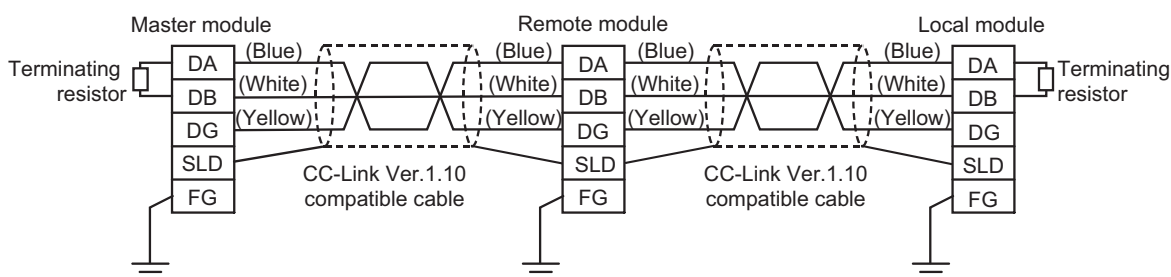 Master module
Remote module
Local module
Terminating
resistor
DA
DB
DG
SLD
FG
(Blue)
(White)
(Yellow)
CC-Link Ver.1.10
compatible cable
(Blue)
(White)
(Yellow)
DA
DB
DG
SLD
FG
(Blue)
(White)
(Yellow)
CC-Link Ver.1.10
compatible cable
(Blue)
(White)
(Yellow)
DA
DB
DG
SLD
FG
Terminating
resistor